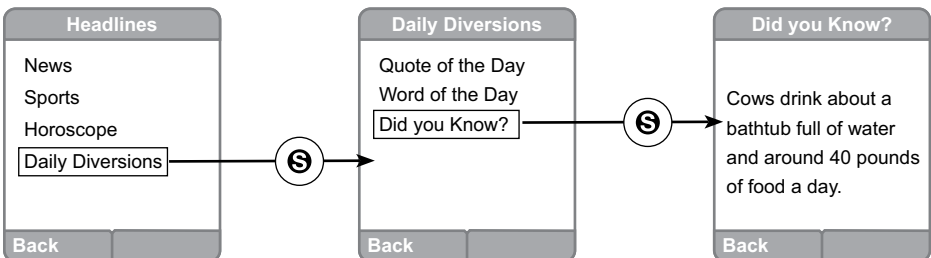 Headlines
News
Sports
Horoscope
Daily Diversions
Back
S
Daily Diversions
Quote of the Day
Word of the Day
Did you Know?
Back
S
Did you Know?
Cows drink about a
bathtub full of water
and around 40 pounds
of food a day.
Back